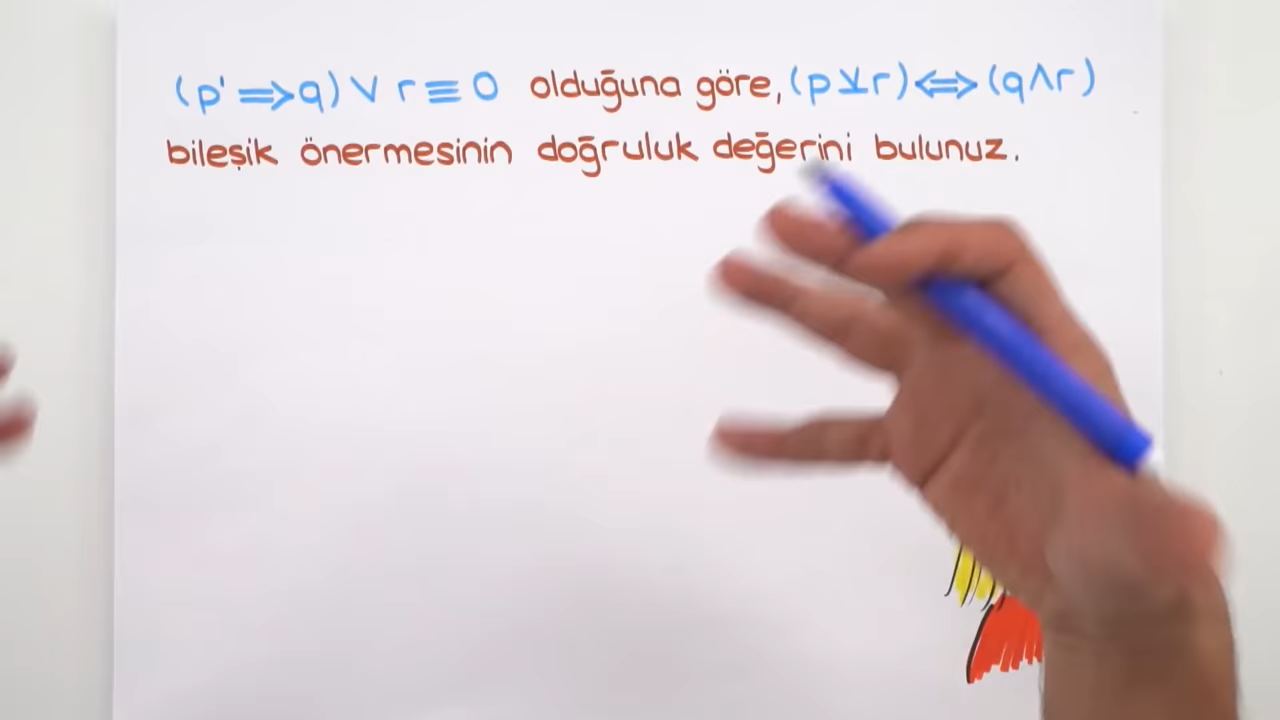 (p' ⇒ q) ∨ r ≡ 0 olduğuna göre, (p ⊻ r) ⇔ (q ∧ r)
bileşik önermesinin doğruluk değerini bulunuz.